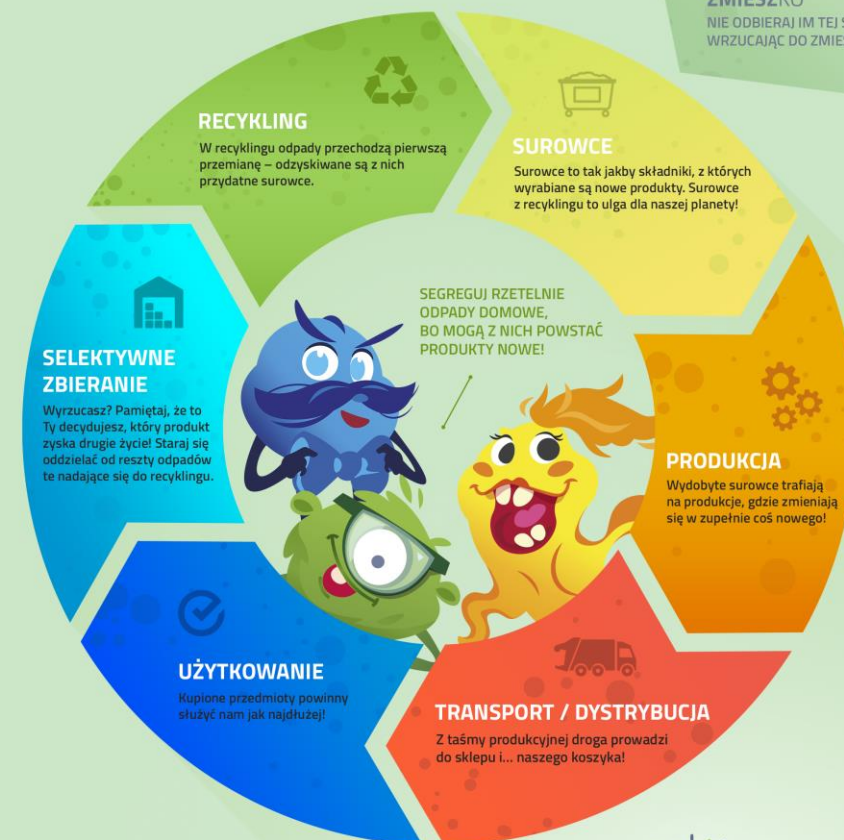 ZMIESZKO
NIE ODBIERAJ IM TEJ
WRZUCAJĄC DO
RECYKLING
W recyklingu odpady przechodzą pierwszą
przemianę – odzyskiwane są z nich
przydatne surowce.
SUROWCE
Surowce to tak jakby składniki, z których
wyrabiane są nowe produkty. Surowce
z recyklingu to ulga dla naszej planety!
SEGREGUJ RZETELNIE
ODPADY DOMOWE,
BO MOGĄ Z NICH POWSTAĆ
PRODUKTY NOWE!
SELEKTYWNE
ZBIERANIE
Wyrzucasz? Pamiętaj, że to
Ty decydujesz, który produkt
zyska drugie życie! Staraj się
oddzielać od reszty odpadów
te nadające się do recyklingu.
PRODUKCJA
Wydobyte surowce trafiają
na produkcje, gdzie zmieniają
się w zupełnie coś nowego!
UŻYTKOWANIE
Kupione przedmioty powinny
służyć nam jak najdłużej!
TRANSPORT / DYSTRYBUCJA
Z taśmy produkcyjnej droga prowadzi
do sklepu i... naszego koszyka!